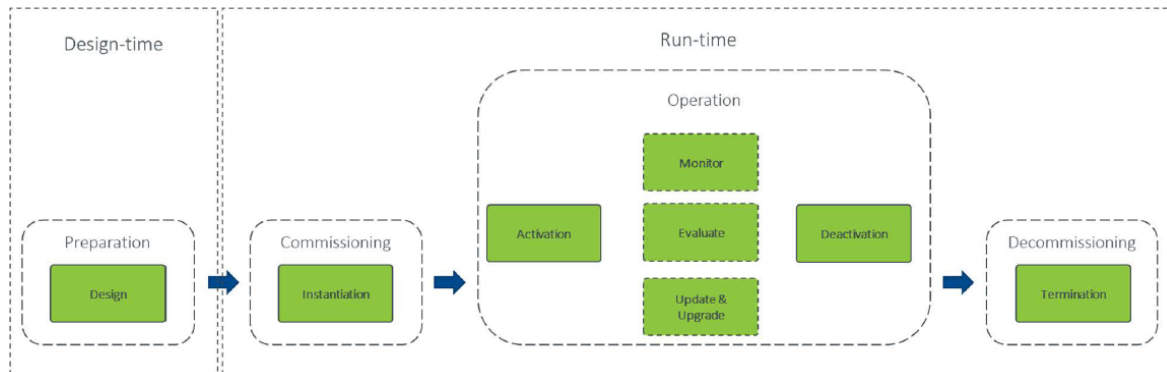 Design-time
Run-time
Operation
Monitor
Preparation
Design
Commissioning
Instantiation
Activation
Evaluate
Deactivation
Update &
Upgrade
Decommissioning
Termination